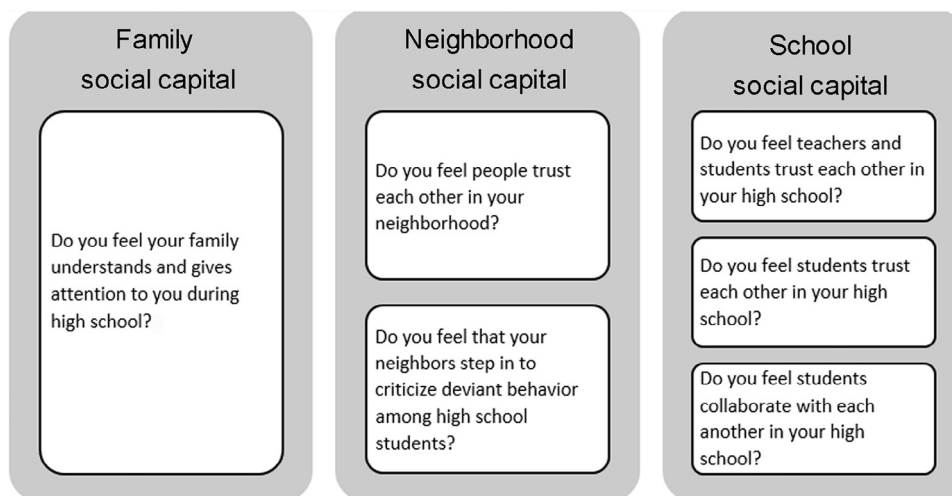 Family
social capital
Do you feel your family
understands and gives
attention to you during
high school?
Neighborhood
social capital
Do you feel people trust
each other in your
neighborhood?
Do you feel that your
neighbors step in to
criticize deviant behavior
among high school
students?
School
social capital
Do you feel teachers and
students trust each other in
your high school?
Do you feel students trust
each other in your high
school?
Do you feel students
collaborate with each
another in your high
school?